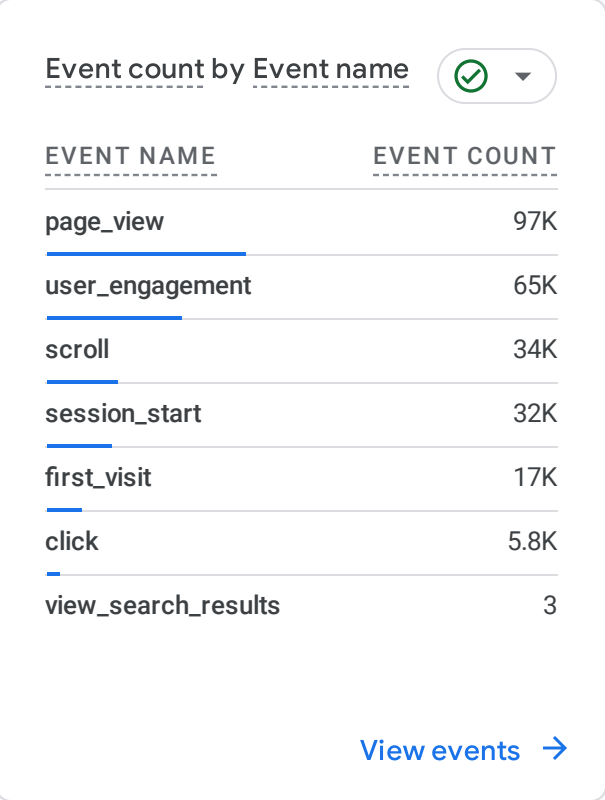 Event count by Event name
EVENT NAME EVENT COUNT
page_view 97K
user_engagement 65K
scroll 34K
session_start 32K
first_visit 17K
click 5.8K
view_search_results 3
View events